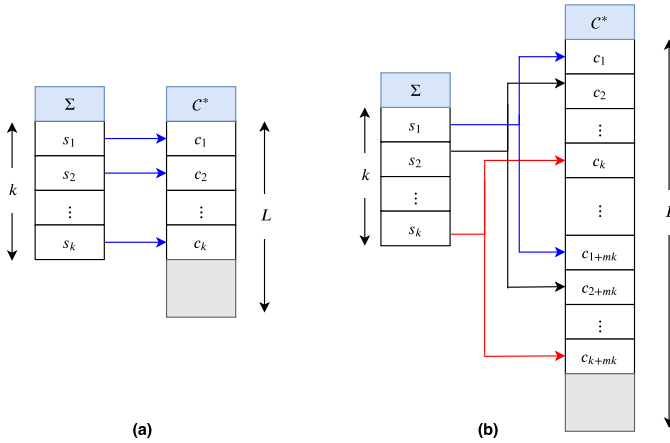 Σ
C*
s₁
c₁
s₂
c₂
⋮
⋮
sₖ
cₖ
k
L
(a)
C*
Σ
c₁
s₁
c₂
s₂
⋮
⋮
cₖ
sₖ
⋮
k
c₁₊ₘₖ
c₂₊ₘₖ
⋮
cₖ₊ₘₖ
(b)